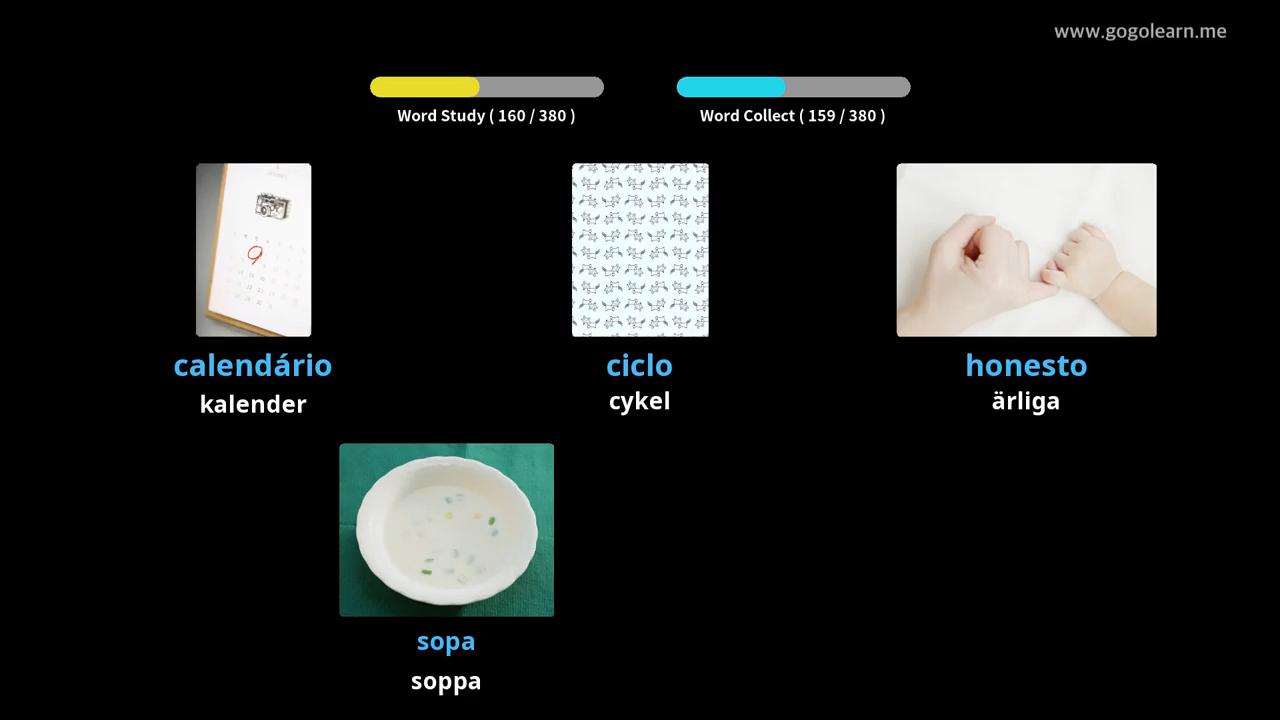 www.gogolearn.me
Word Study ( 160 / 380 )
Word Collect ( 159 / 380 )
calendário
kalender
ciclo
cykel
honesto
ärliga
sopa
soppa